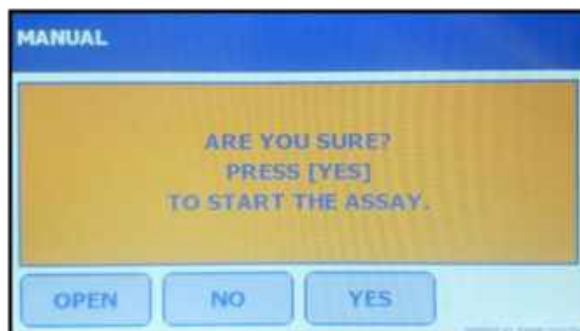 MANUAL
ARE YOU SURE?
PRESS [YES]
TO START THE ASSAY.
OPEN NO YES